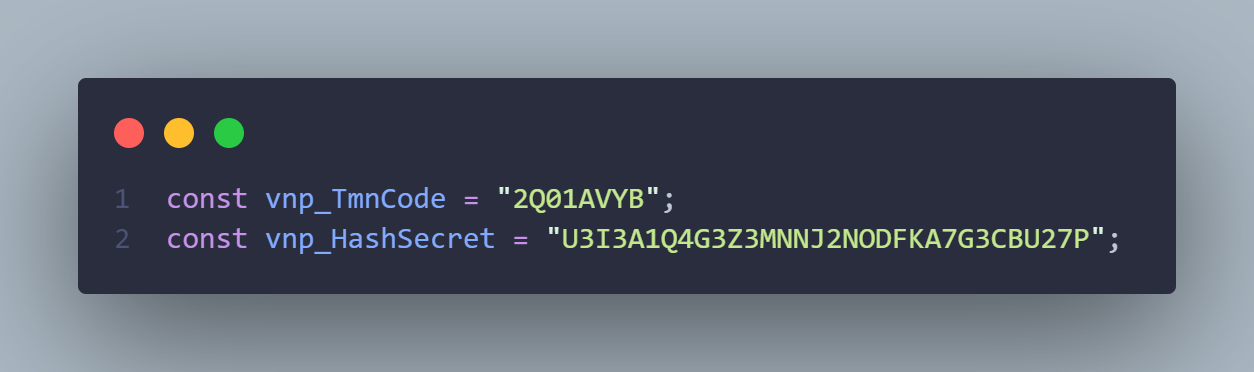 1 const vnp_TmnCode = "2Q01AVYB";
2 const vnp_HashSecret = "U3I3A1Q4G3Z3MNNJ2NODFKA7G3CBU27P";